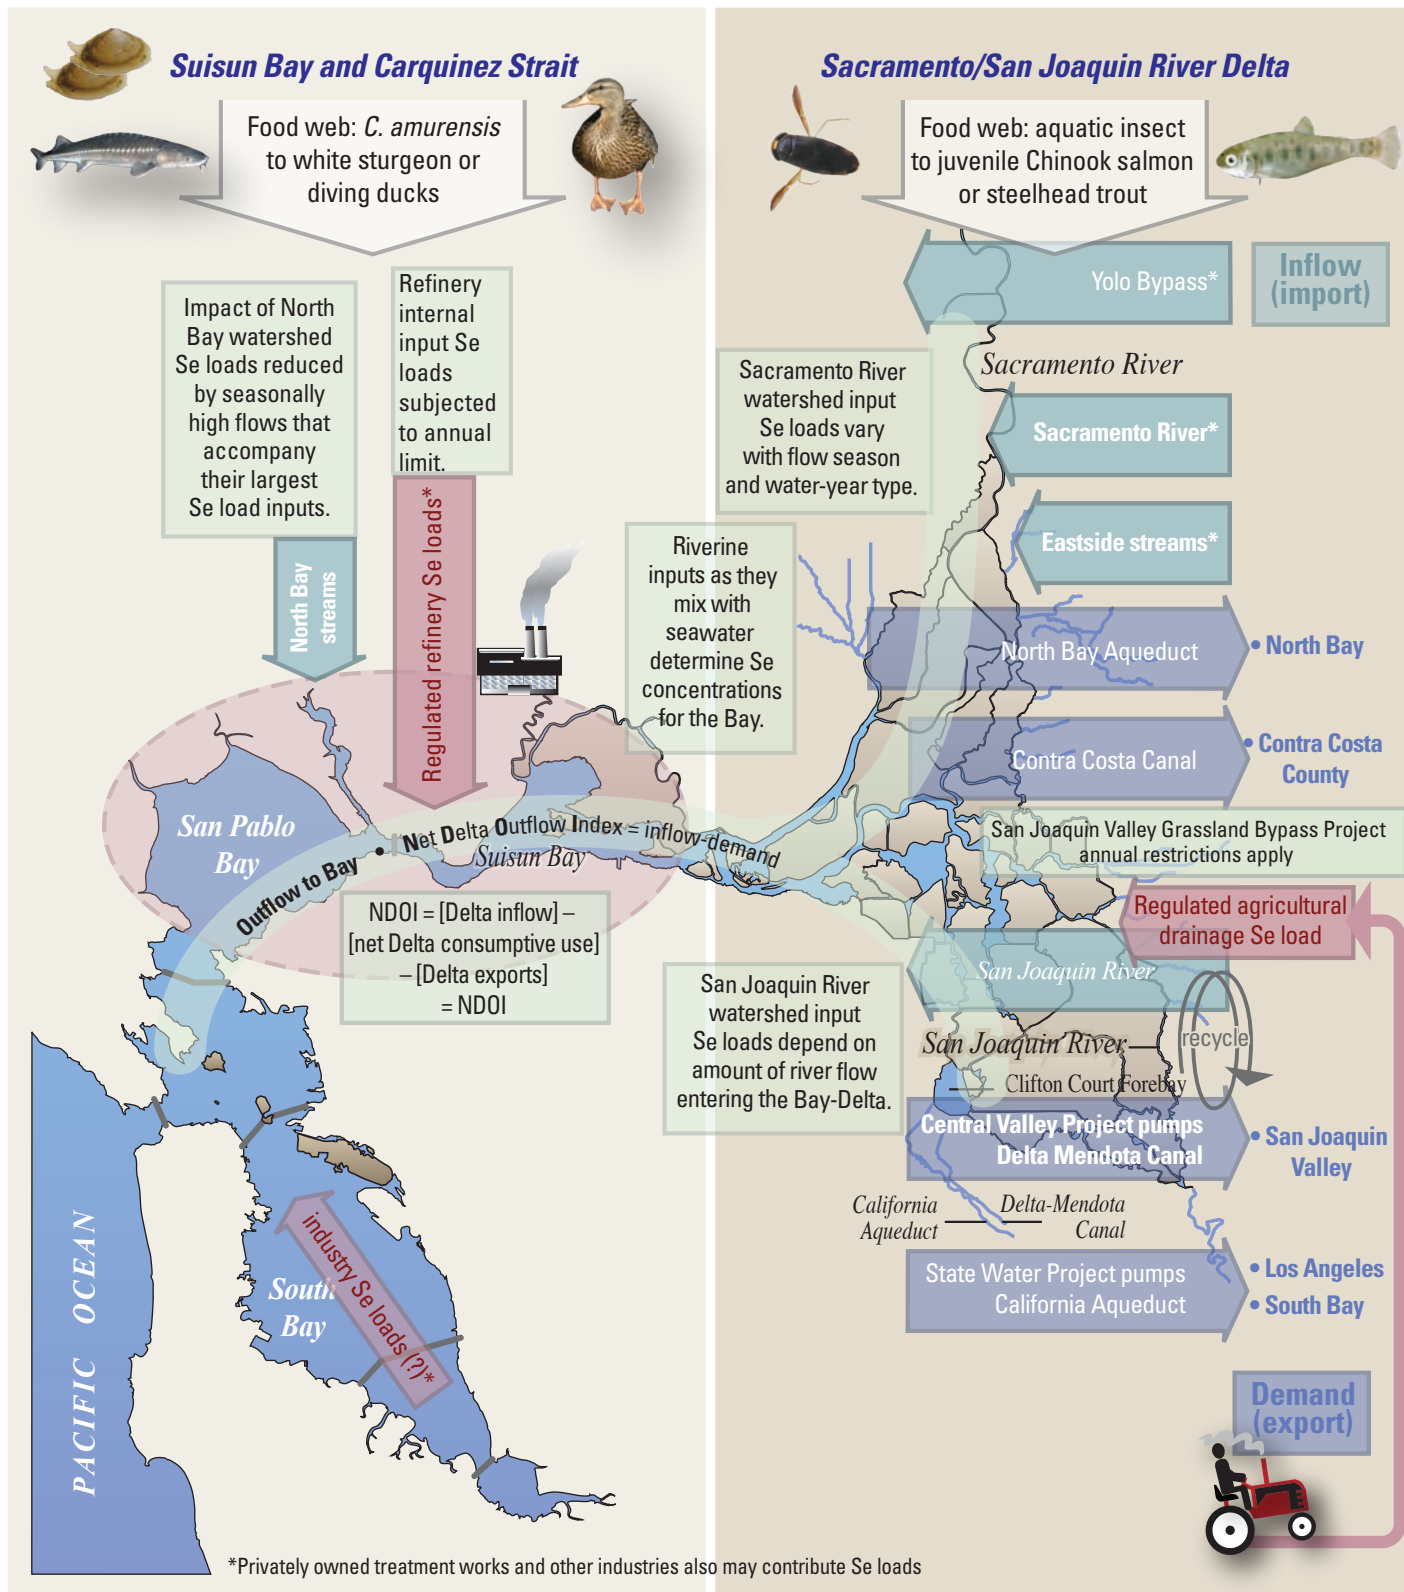 Suisun Bay and Carquinez Strait
Food web: C. amurensis
to white sturgeon or
diving ducks
Impact of North
Bay watershed
Se loads reduced
by seasonally
high flows that
accompany
their largest
Se load inputs.
Refinery
internal
input Se
loads
subjected
to annual
limit.
North Bay
streams
Regulated refinery Se loads*
San Pablo
Bay
Outflow to Bay
Net Delta Outflow Index = inflow-demand
Suisun Bay
NDOI = [Delta inflow] –
[net Delta consumptive use]
– [Delta exports]
= NDOI
PACIFIC OCEAN
South
Bay
industry Se loads (?)*
*Privately owned treatment works and other industries also may contribute Se loads
Sacramento/San Joaquin River Delta
Food web: aquatic insect
to juvenile Chinook salmon
or steelhead trout
Yolo Bypass*
Inflow
(import)
Sacramento River
Sacramento River
watershed input
Se loads vary
with flow season
and water-year type.
Sacramento River*
Eastside streams*
Riverine
inputs as they
mix with
seawater
determine Se
concentrations
for the Bay.
North Bay Aqueduct
• North Bay
Contra Costa Canal
• Contra Costa
County
San Joaquin Valley Grassland Bypass Project
annual restrictions apply
Regulated agricultural
drainage Se load
San Joaquin River
San Joaquin River
watershed input
Se loads depend on
amount of river flow
entering the Bay-Delta.
San Joaquin River
recycle
Clifton Court Forebay
Central Valley Project pumps
Delta Mendota Canal
• San Joaquin
Valley
California
Aqueduct
Delta-Mendota
Canal
State Water Project pumps
California Aqueduct
• Los Angeles
• South Bay
Demand
(export)